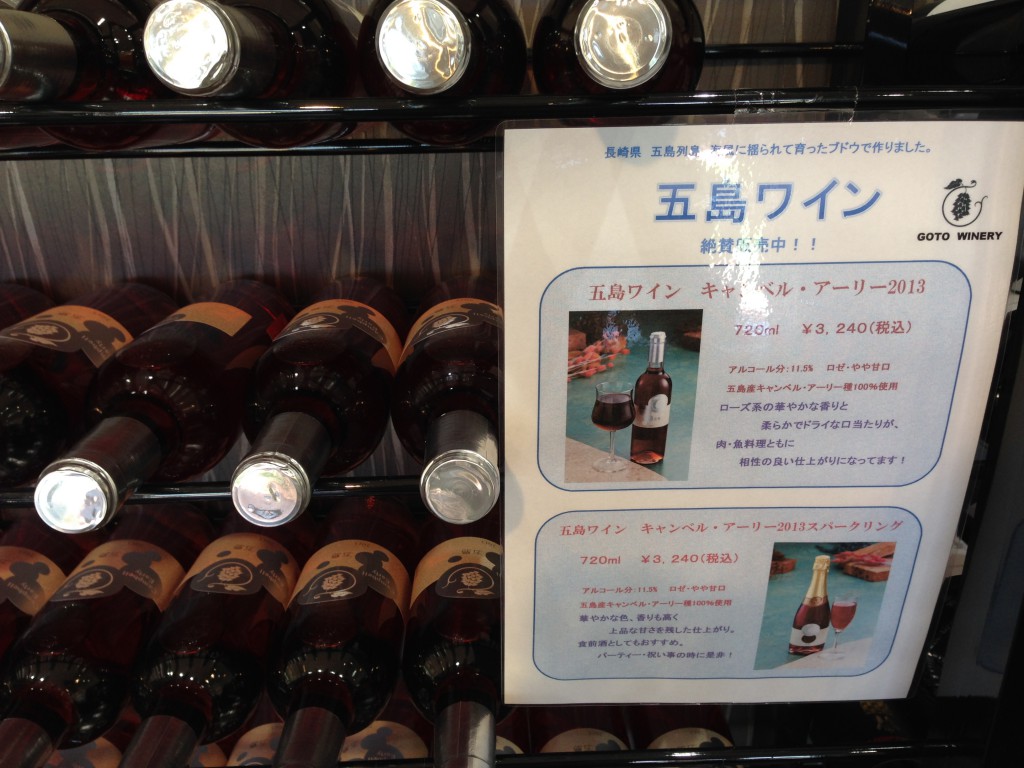 長崎県 五島列島 海風に揺られて育ったブドウで作りました。
五島ワイン
GOTO WINERY
絶賛販売中！！
五島ワイン キャンベル・アーリー2013
720ml ￥3,240(税込)
アルコール分：11.5% ロゼ・やや甘口
五島産キャンベル・アーリー種100%使用
ローズ系の華やかな香りと
柔らかでドライな口当たりが、
肉・魚料理ともに
相性の良い仕上がりになってます！
五島ワイン キャンベル・アーリー2013スパークリング
720ml ￥3,240(税込)
アルコール分：11.5% ロゼ・やや甘口
五島産キャンベル・アーリー種100%使用
華やかな色、香りも高く
上品な甘さを残した仕上がり。
食前酒としてもおすすめ。
パーティー・祝い事の時に是非！